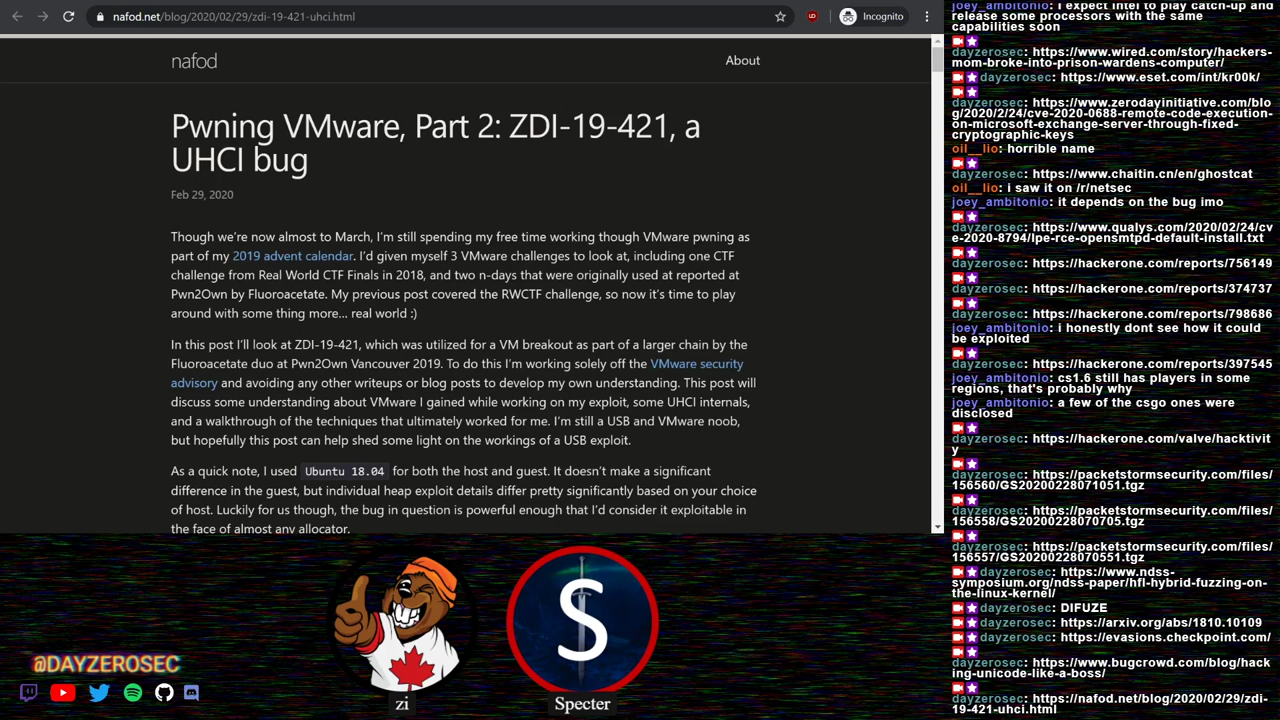 nafod.net/blog/2020/02/29/zdi-19-421-uhci.html
Incognito
nafod
About
Pwning VMware, Part 2: ZDI-19-421, a
UHCI bug
Feb 29, 2020
Though we're now almost to March, I'm still spending my free time working though VMware pwning as
part of my 2019 advent calendar. I'd given myself 3 VMware challenges to look at, including one CTF
challenge from Real World CTF Finals in 2018, and two n-days that were originally used at reported at
Pwn2Own by Fluoroacetate. My previous post covered the RWCTF challenge, so now it's time to play
around with some thing more... real world :)
In this post I'll look at ZDI-19-421, which was utilized for a VM breakout as part of a larger chain by the
Fluoroacetate duo at Pwn2Own Vancouver 2019. To do this I'm working solely off the VMware security
advisory and avoiding any other writeups or blog posts to develop my own understanding. This post will
discuss some understanding about VMware I gained while working on my exploit, some UHCI internals,
and a walkthrough of the techniques that ultimately worked for me. I'm still a USB and VMware noob,
but hopefully this post can help shed some light on the workings of a USB exploit.
As a quick note, I used Ubuntu 18.04 for both the host and guest. It doesn't make a significant
difference in the guest, but individual heap exploit details differ pretty significantly based on your choice
of host. Luckily for us though, the bug in question is powerful enough that I'd consider it exploitable in
the face of almost any allocator.
@DAYZEROSEC
zi
S
Specter
joey_ambitonio: i expect intel to play catch-up and
release some processors with the same
capabilities soon
dayzerosec: https://www.wired.com/story/hackers-
mom-broke-into-prison-wardens-computer/
dayzerosec: https://www.eset.com/int/kr00k/
dayzerosec: https://www.zerodayinitiative.com/blo
g/2020/2/24/cve-2020-0688-remote-code-execution-
on-microsoft-exchange-server-through-fixed-
cryptographic-keys
oil__lio: horrible name
dayzerosec: https://www.chaitin.cn/en/ghostcat
oil__lio: i saw it on /r/netsec
joey_ambitonio: it depends on the bug imo
dayzerosec: https://www.qualys.com/2020/02/24/cv
e-2020-8794/lpe-rce-opensmtpd-default-install.txt
dayzerosec: https://hackerone.com/reports/756149
dayzerosec: https://hackerone.com/reports/374737
dayzerosec: https://hackerone.com/reports/798686
joey_ambitonio: i honestly dont see how it could
be exploited
dayzerosec: https://hackerone.com/reports/397545
joey_ambitonio: cs1.6 still has players in some
regions, that's probably why
joey_ambitonio: a few of the csgo ones were
disclosed
dayzerosec: https://hackerone.com/valve/hacktivit
y
dayzerosec: https://packetstormsecurity.com/files/
156560/GS20200228071051.tgz
dayzerosec: https://packetstormsecurity.com/files/
156558/GS20200228070705.tgz
dayzerosec: https://packetstormsecurity.com/files/
156557/GS20200228070551.tgz
dayzerosec: https://www.ndss-
symposium.org/ndss-paper/hfl-hybrid-fuzzing-on-
the-linux-kernel/
dayzerosec: DIFUZE
dayzerosec: https://arxiv.org/abs/1810.10109
dayzerosec: https://evasions.checkpoint.com/
dayzerosec: https://www.bugcrowd.com/blog/hack
ing-unicode-like-a-boss/
dayzerosec: https://nafod.net/blog/2020/02/29/zdi-
19-421-uhci.html